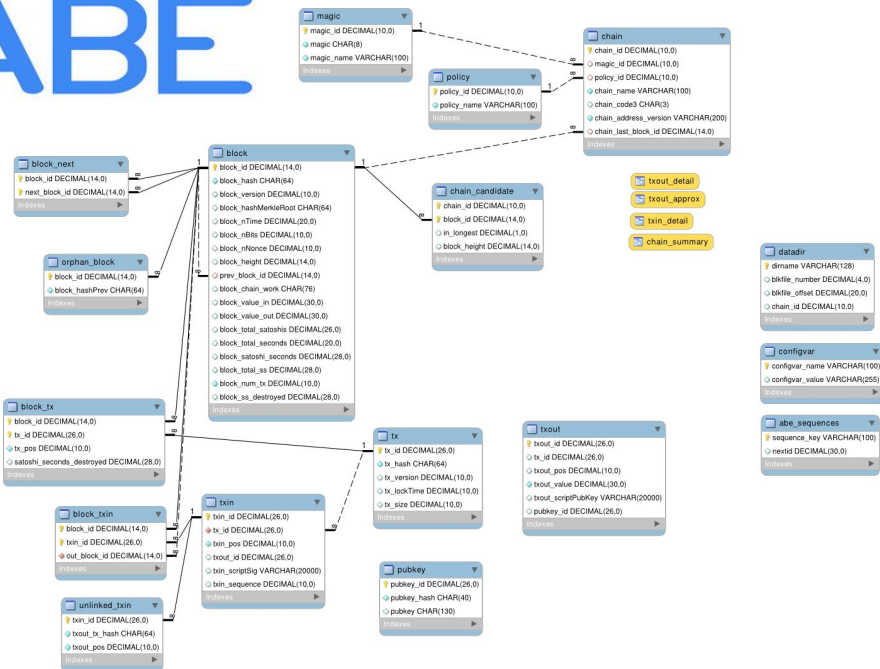 ABE
magic
magic_id DECIMAL(10,0)
magic CHAR(8)
magic_name VARCHAR(100)
Indexes
policy
policy_id DECIMAL(10,0)
policy_name VARCHAR(100)
Indexes
chain
chain_id DECIMAL(10,0)
magic_id DECIMAL(10,0)
policy_id DECIMAL(10,0)
chain_name VARCHAR(100)
chain_code3 CHAR(3)
chain_address_version VARCHAR(200)
chain_last_block_id DECIMAL(14,0)
Indexes
block_next
block_id DECIMAL(14,0)
next_block_id DECIMAL(14,0)
Indexes
orphan_block
block_id DECIMAL(14,0)
block_hashPrev CHAR(64)
Indexes
block
block_id DECIMAL(14,0)
block_hash CHAR(64)
block_version DECIMAL(10,0)
block_hashMerkleRoot CHAR(64)
block_nTime DECIMAL(20,0)
block_nBits DECIMAL(10,0)
block_nNonce DECIMAL(10,0)
block_height DECIMAL(14,0)
prev_block_id DECIMAL(14,0)
block_chain_work CHAR(76)
block_value_in DECIMAL(30,0)
block_value_out DECIMAL(30,0)
block_total_satoshis DECIMAL(26,0)
block_total_seconds DECIMAL(20,0)
block_satoshi_seconds DECIMAL(28,0)
block_total_ss DECIMAL(28,0)
block_num_tx DECIMAL(10,0)
block_ss_destroyed DECIMAL(28,0)
Indexes
chain_candidate
chain_id DECIMAL(10,0)
block_id DECIMAL(14,0)
in_longest DECIMAL(1,0)
block_height DECIMAL(14,0)
Indexes
txout_detail
txout_approx
txin_detail
chain_summary
datadir
dirname VARCHAR(128)
blkfile_number DECIMAL(4,0)
blkfile_offset DECIMAL(20,0)
chain_id DECIMAL(10,0)
Indexes
configvar
configvar_name VARCHAR(100)
configvar_value VARCHAR(255)
Indexes
abe_sequences
sequence_key VARCHAR(100)
nextid DECIMAL(30,0)
Indexes
block_tx
block_id DECIMAL(14,0)
tx_id DECIMAL(26,0)
tx_pos DECIMAL(10,0)
satoshi_seconds_destroyed DECIMAL(28,0)
Indexes
block_txin
block_id DECIMAL(14,0)
txin_id DECIMAL(26,0)
out_block_id DECIMAL(14,0)
Indexes
unlinked_txin
txin_id DECIMAL(26,0)
txout_tx_hash CHAR(64)
txout_pos DECIMAL(10,0)
Indexes
txin
txin_id DECIMAL(26,0)
tx_id DECIMAL(26,0)
txin_pos DECIMAL(10,0)
txout_id DECIMAL(26,0)
txin_scriptSig VARCHAR(20000)
txin_sequence DECIMAL(10,0)
Indexes
tx
tx_id DECIMAL(26,0)
tx_hash CHAR(64)
tx_version DECIMAL(10,0)
tx_lockTime DECIMAL(10,0)
tx_size DECIMAL(10,0)
Indexes
txout
txout_id DECIMAL(26,0)
tx_id DECIMAL(26,0)
txout_pos DECIMAL(10,0)
txout_value DECIMAL(30,0)
txout_scriptPubKey VARCHAR(20000)
pubkey_id DECIMAL(26,0)
Indexes
pubkey
pubkey_id DECIMAL(26,0)
pubkey_hash CHAR(40)
pubkey CHAR(130)
Indexes